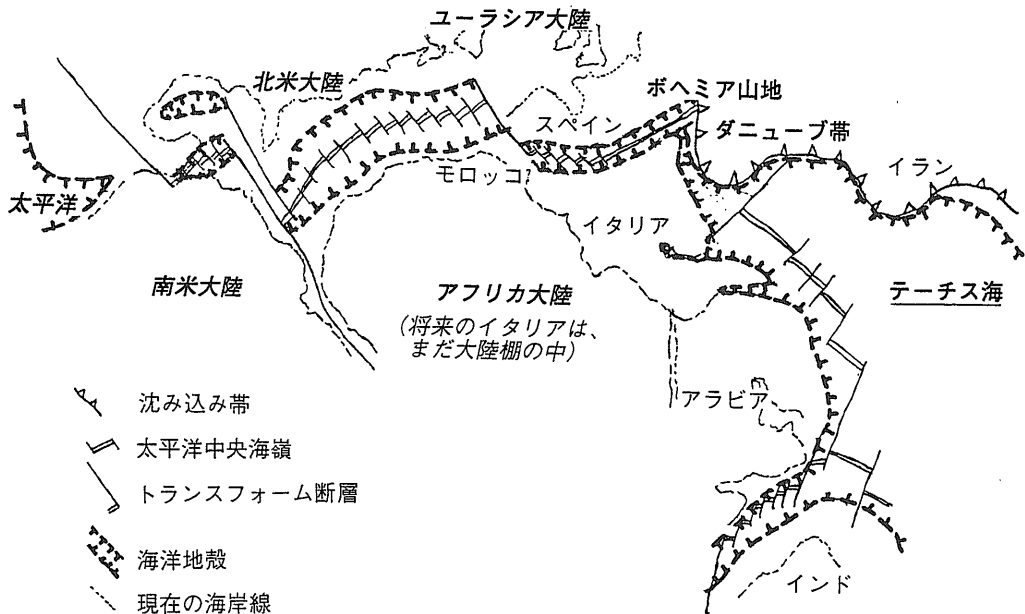 ユーラシア大陸
北米大陸
ボヘミア山地
スペイン
ダニューブ帯
イラン
太平洋
モロッコ
イタリア
南米大陸
アフリカ大陸
(将来のイタリアは、
まだ大陸棚の中)
テーチス海
アラビア
インド
沈み込み帯
太平洋中央海嶺
トランスフォーム断層
海洋地殻
現在の海岸線